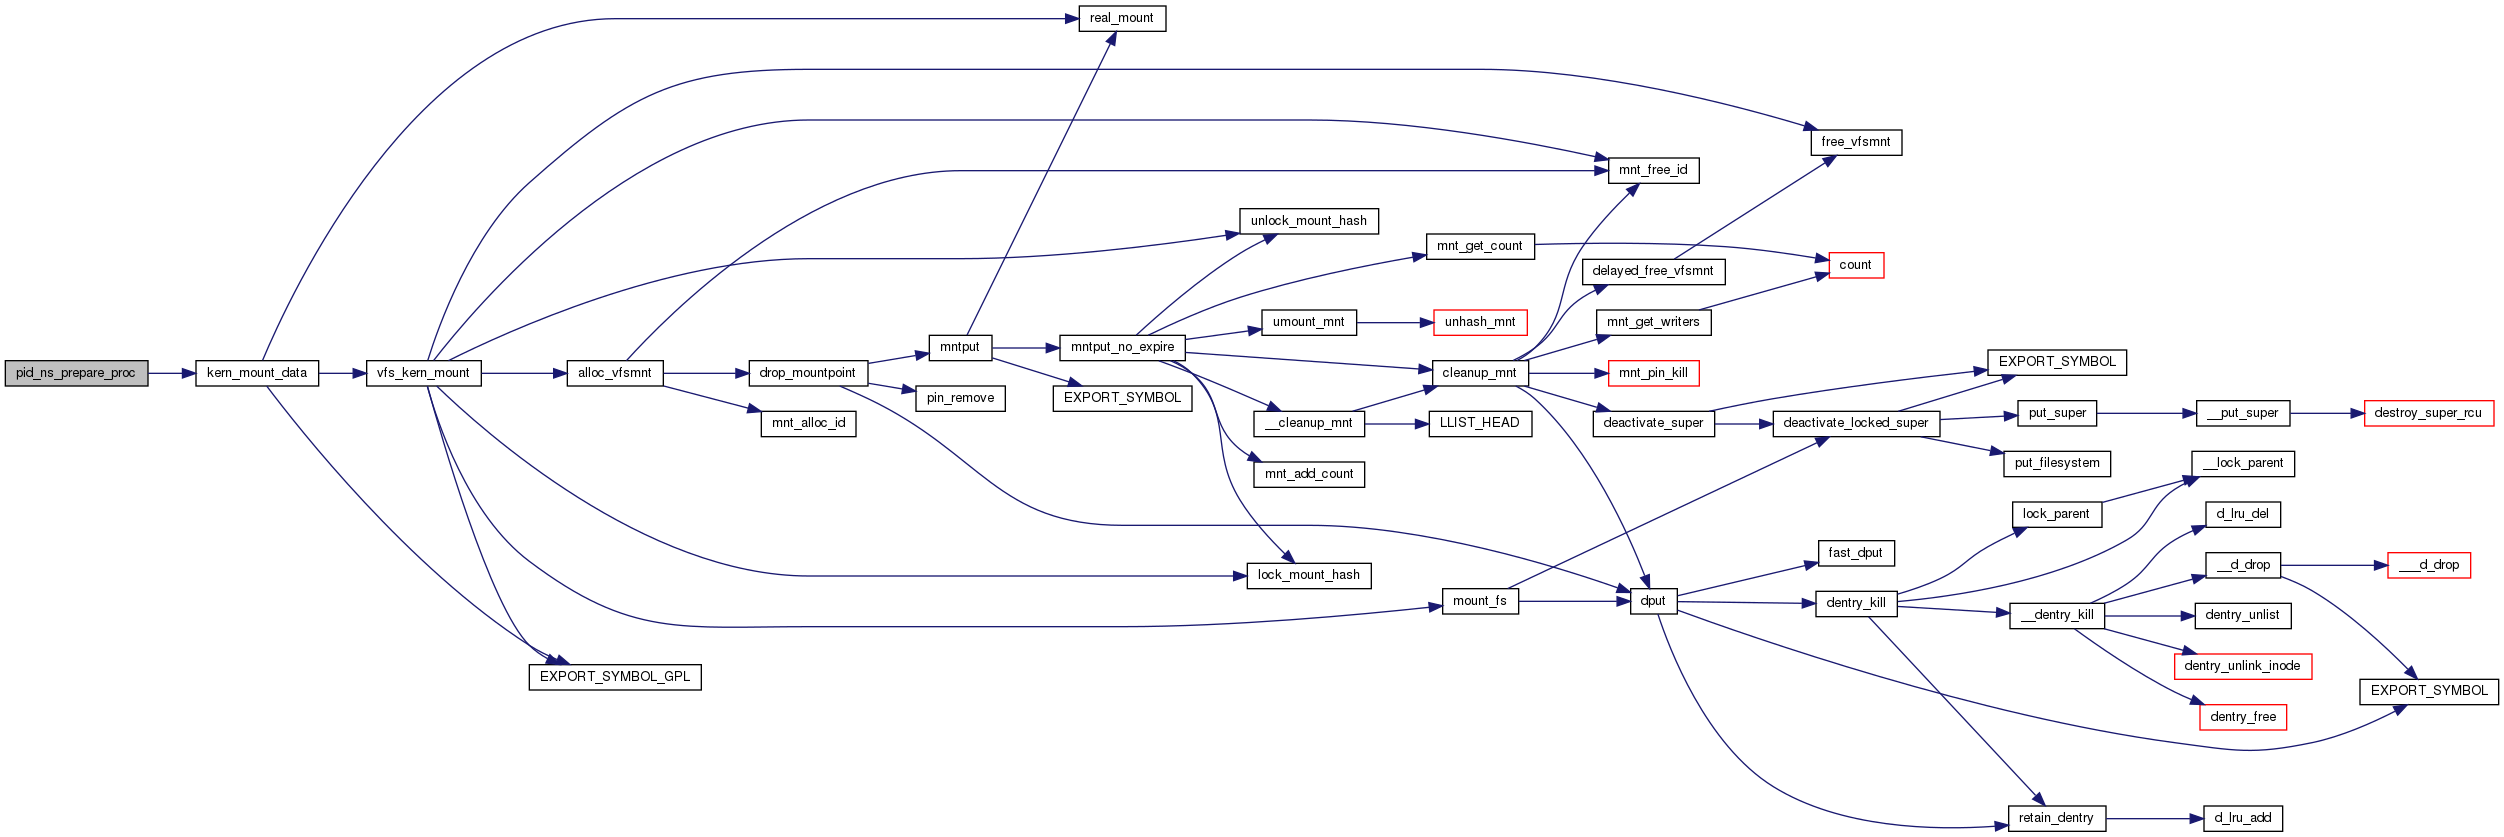 pid_ns_prepare_proc
kern_mount_data
real_mount
vfs_kern_mount
EXPORT_SYMBOL_GPL
alloc_vfsmnt
drop_mountpoint
mnt_alloc_id
mntput
pin_remove
mntput_no_expire
EXPORT_SYMBOL
unlock_mount_hash
umount_mnt
__cleanup_mnt
mnt_add_count
lock_mount_hash
mnt_get_count
unhash_mnt
cleanup_mnt
LLIST_HEAD
mount_fs
mnt_free_id
delayed_free_vfsmnt
mnt_get_writers
mnt_pin_kill
deactivate_super
dput
free_vfsmnt
count
deactivate_locked_super
fast_dput
dentry_kill
EXPORT_SYMBOL
put_super
put_filesystem
lock_parent
__dentry_kill
retain_dentry
__put_super
__lock_parent
d_lru_del
__d_drop
dentry_unlist
dentry_unlink_inode
dentry_free
d_lru_add
destroy_super_rcu
___d_drop
EXPORT_SYMBOL